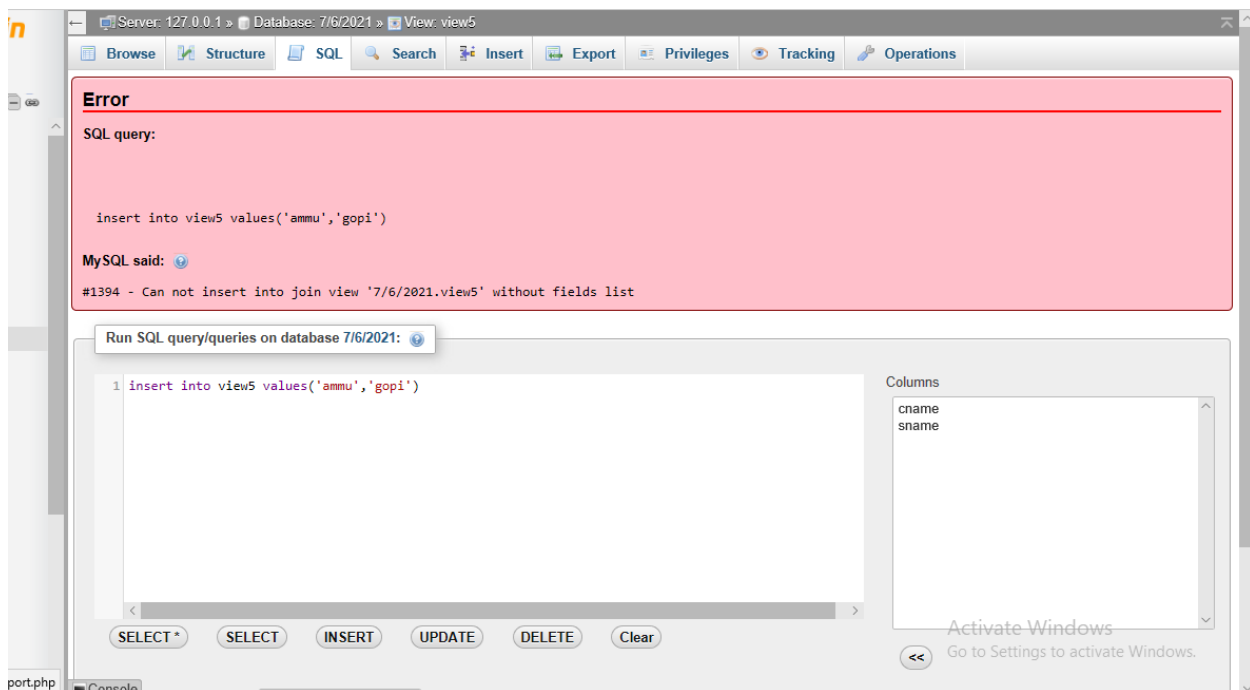 n
← Server: 127.0.0.1 » Database: 7/6/2021 » View: view5
Browse Structure SQL Search Insert Export Privileges Tracking Operations
Error
SQL query:
insert into view5 values('ammu','gopi')
MySQL said:
#1394 - Can not insert into join view '7/6/2021.view5' without fields list
Run SQL query/queries on database 7/6/2021:
1 insert into view5 values('ammu','gopi')
Columns
cname
sname
SELECT * SELECT INSERT UPDATE DELETE Clear
<<
Activate Windows
Go to Settings to activate Windows.
port.php
Console